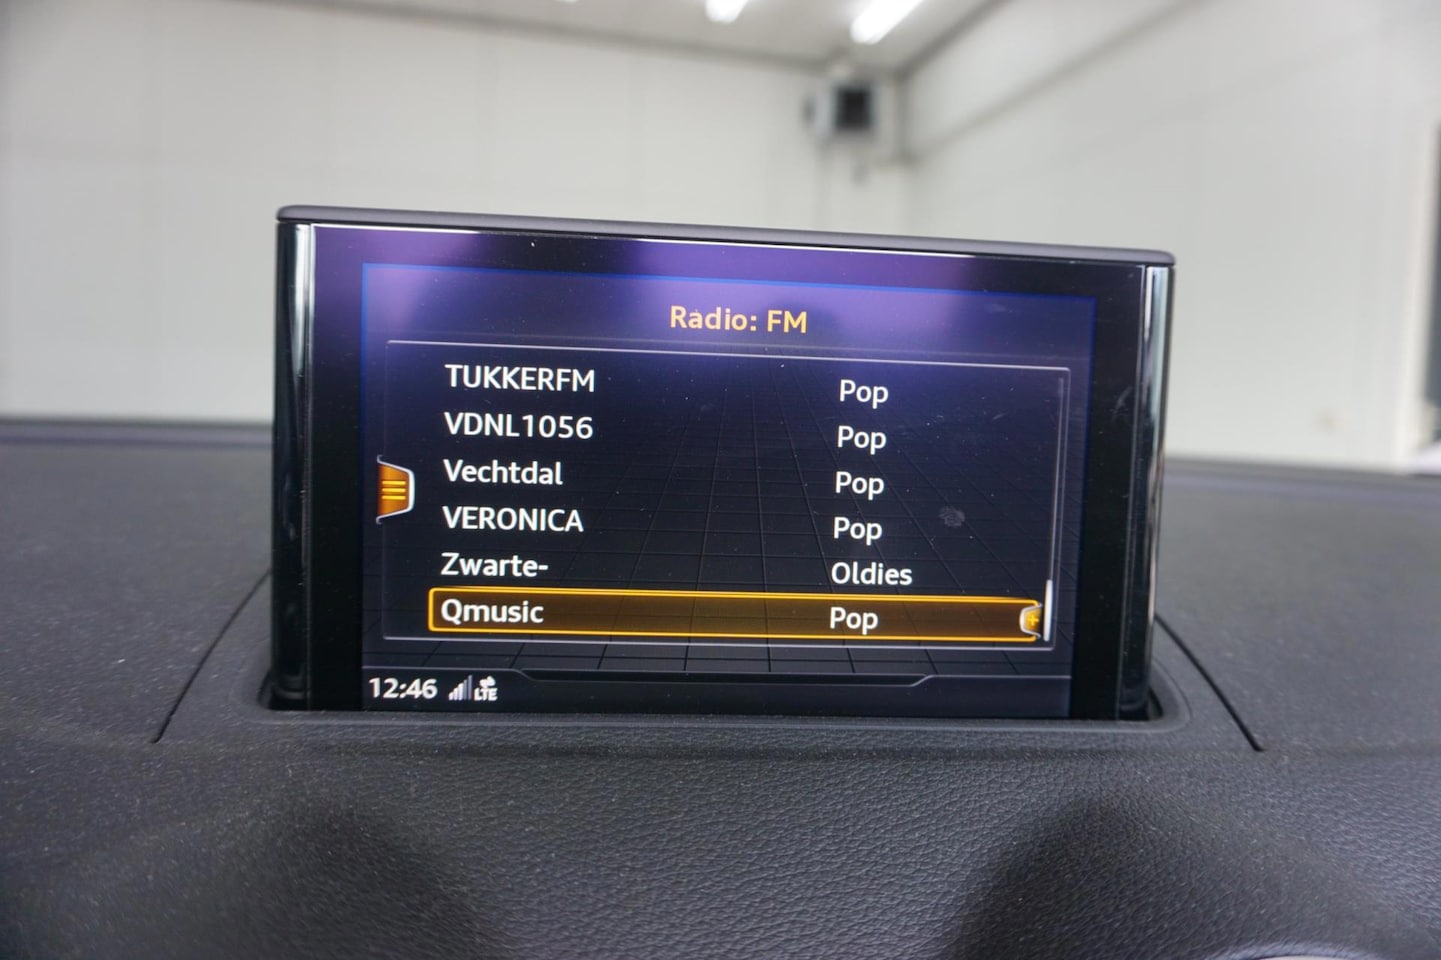 Radio: FM
TUKKERFM Pop
VDNL1056 Pop
Vechtdal Pop
VERONICA Pop
Zwarte- Oldies
Qmusic Pop
12:46 LTE